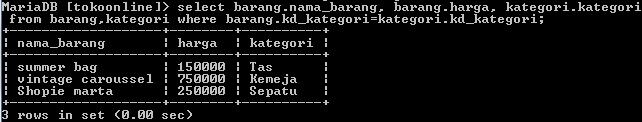 MariaDB [tokoonline]> select barang.nama_barang, barang.harga, kategori.kategori
 from barang,kategori where barang.kd_kategori=kategori.kd_kategori;
+-------------------+--------+----------+
| nama_barang       | harga  | kategori |
+-------------------+--------+----------+
| summer bag        | 150000 | Tas      |
| vintage caroussel | 750000 | Kemeja   |
| Shopie marta      | 250000 | Sepatu   |
+-------------------+--------+----------+
3 rows in set (0.00 sec)